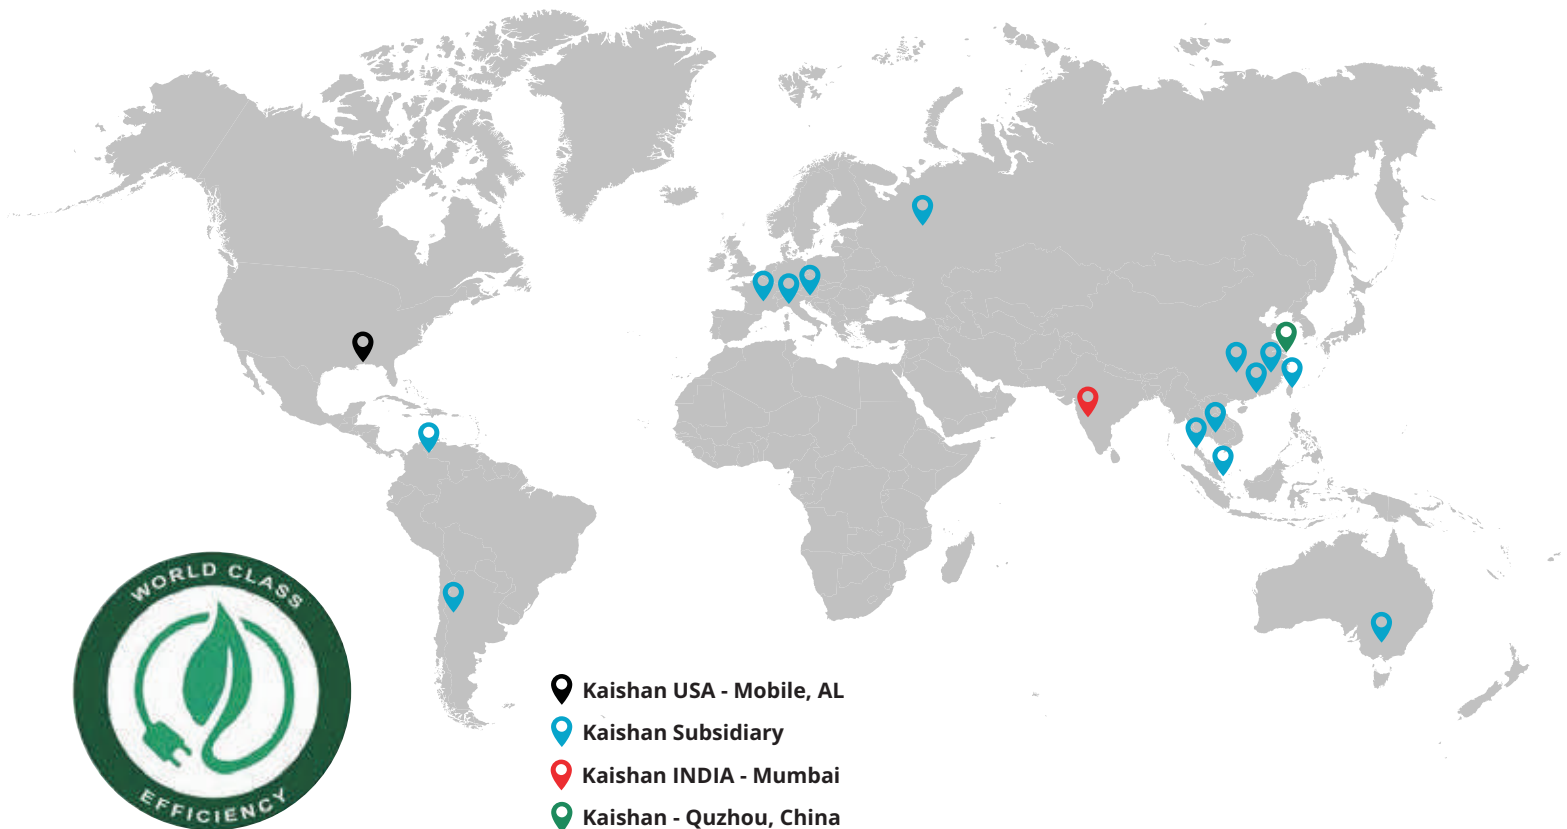 WORLD CLASS
EFFICIENCY
Kaishan USA - Mobile, AL
Kaishan Subsidiary
Kaishan INDIA - Mumbai
Kaishan - Quzhou, China